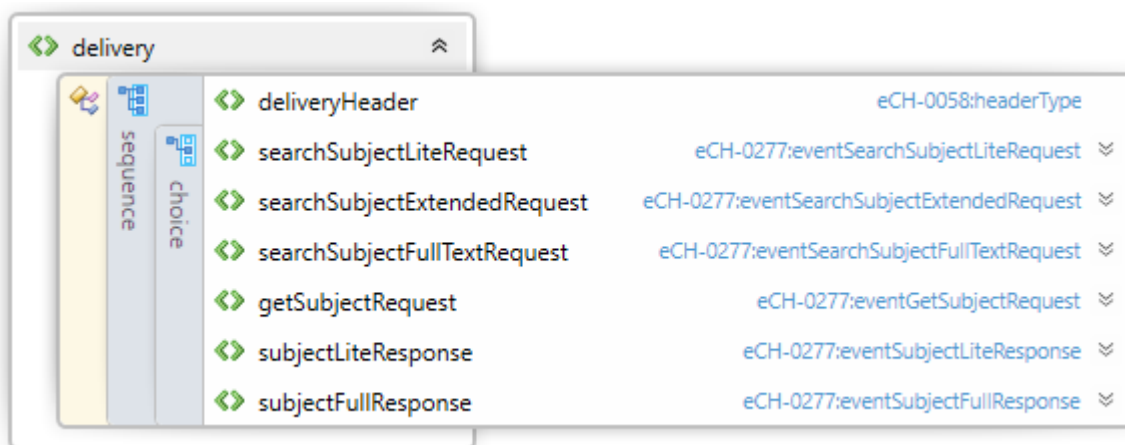 delivery
deliveryHeader eCH-0058:headerType
sequence
choice
searchSubjectLiteRequest eCH-0277:eventSearchSubjectLiteRequest
searchSubjectExtendedRequest eCH-0277:eventSearchSubjectExtendedRequest
searchSubjectFullTextRequest eCH-0277:eventSearchSubjectFullTextRequest
getSubjectRequest eCH-0277:eventGetSubjectRequest
subjectLiteResponse eCH-0277:eventSubjectLiteResponse
subjectFullResponse eCH-0277:eventSubjectFullResponse